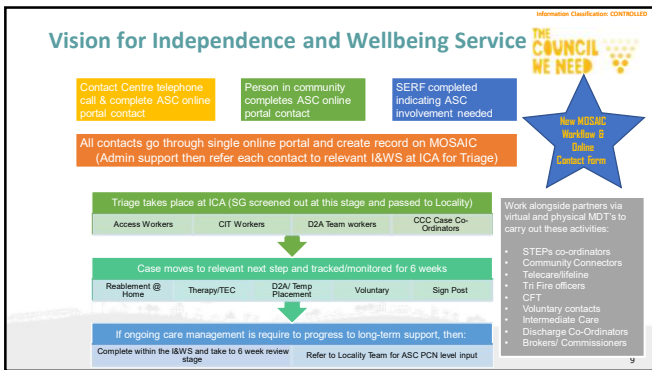 Information Classification: CONTROLLED
Vision for Independence and Wellbeing Service
THE
COUNCIL
WE NEED
Contact Centre telephone
call & complete ASC online
portal contact
Person in community
completes ASC online
portal contact
SERF completed
indicating ASC
involvement needed
New MOSAIC
Workflow &
Online
Contact Form
All contacts go through single online portal and create record on MOSAIC
(Admin support then refer each contact to relevant I&WS at ICA for Triage)
Triage takes place at ICA (SG screened out at this stage and passed to Locality)
Access Workers
CIT Workers
D2A Team workers
CCC Case Co-
Ordinators
Case moves to relevant next step and tracked/monitored for 6 weeks
Reablement @
Home
Therapy/TEC
D2A/ Temp
Placement
Voluntary
Sign Post
If ongoing care management is require to progress to long-term support, then:
Complete within the I&WS and take to 6 week review
stage
Refer to Locality Team for ASC PCN level input
Work alongside partners via
virtual and physical MDT's to
carry out these activities:
• STEPs co-ordinators
• Community Connectors
• Telecare/lifeline
• Tri Fire officers
• CFT
• Voluntary contacts
• Intermediate Care
• Discharge Co-Ordinators
• Brokers/ Commissioners
9